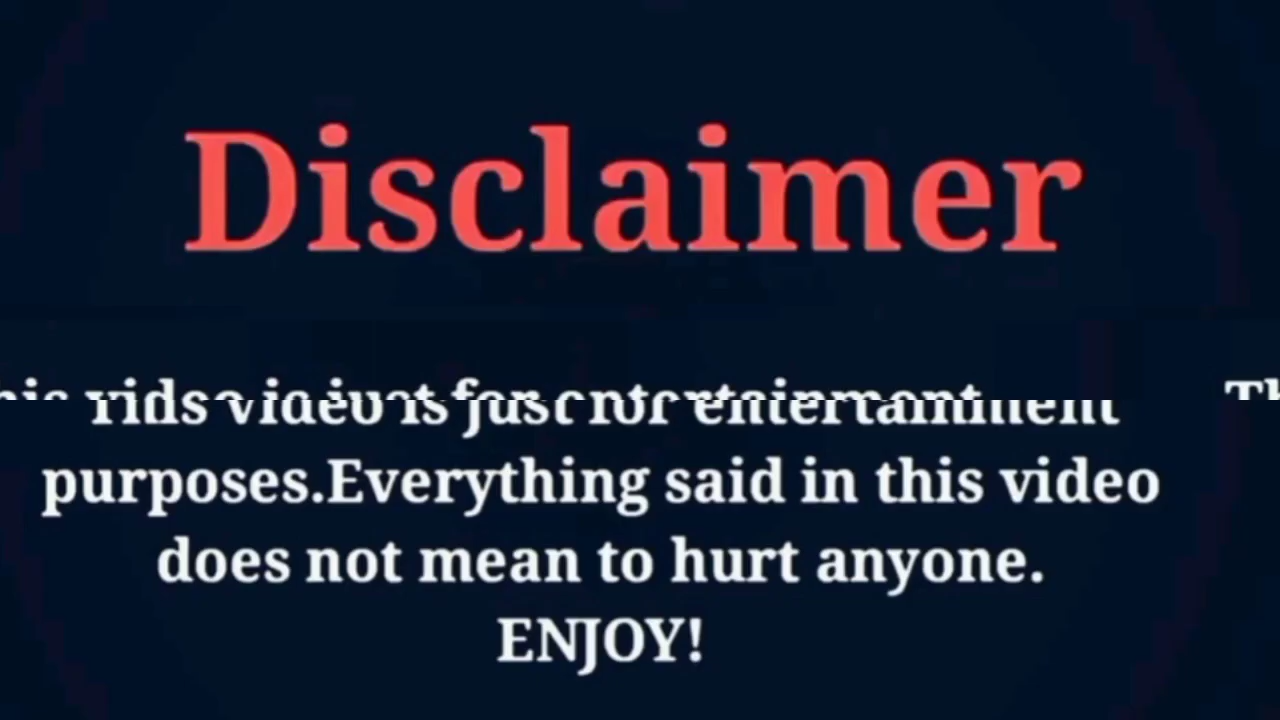 Disclaimer
video is just for entertainment
purposes.Everything said in this video
does not mean to hurt anyone.
ENJOY!